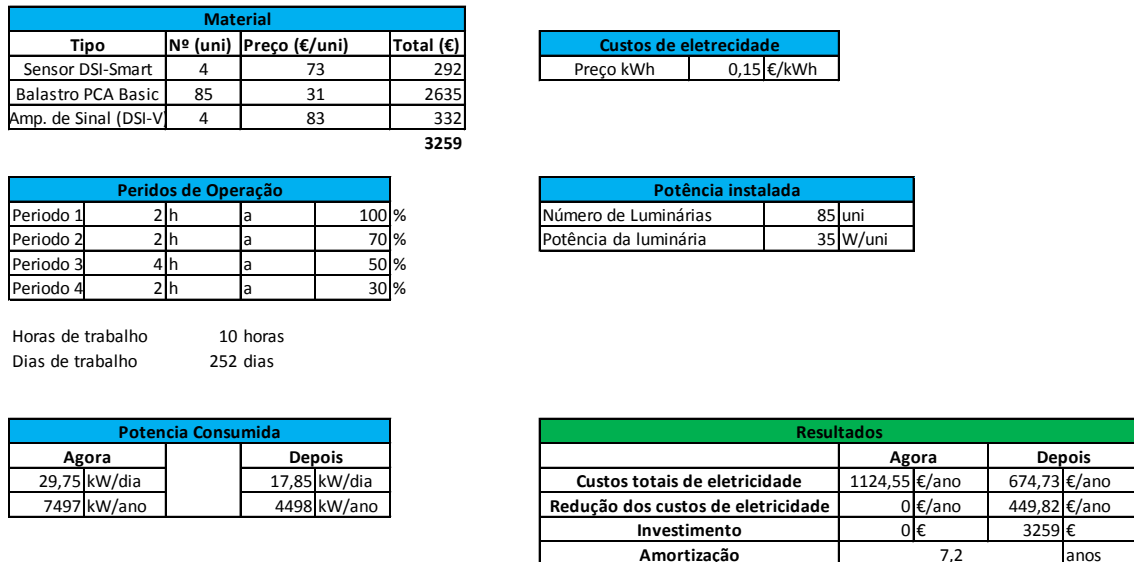 Material
Tipo Nº (uni) Preço (€/uni) Total (€)
Sensor DSI-Smart 4 73 292
Balastro PCA Basic 85 31 2635
Amp. de Sinal (DSI-V 4 83 332
3259
Custos de eletrecidade
Preço kWh 0,15 €/kWh
Peridos de Operação
Periodo 1 2 h a 100 %
Periodo 2 2 h a 70 %
Periodo 3 4 h a 50 %
Periodo 4 2 h a 30 %
Potência instalada
Número de Luminárias 85 uni
Potência da luminária 35 W/uni
Horas de trabalho 10 horas
Dias de trabalho 252 dias
Potencia Consumida
Agora Depois
29,75 kW/dia 17,85 kW/dia
7497 kW/ano 4498 kW/ano
Resultados
Agora Depois
Custos totais de eletricidade 1124,55 €/ano 674,73 €/ano
Redução dos custos de eletricidade 0 €/ano 449,82 €/ano
Investimento 0 € 3259 €
Amortização 7,2 anos